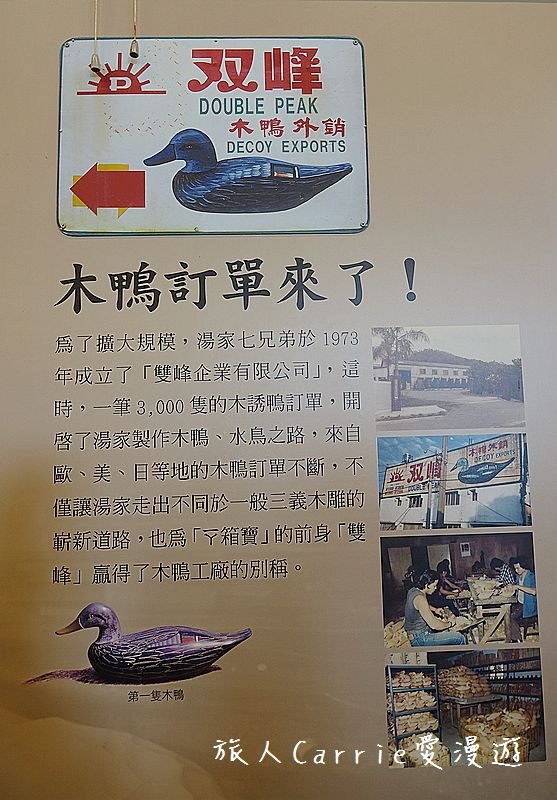 P
双峰
DOUBLE PEAK
木鴨外銷
DECOY EXPORTS
木鴨訂單來了！
為了擴大規模，湯家七兄弟於 1973
年成立了「雙峰企業有限公司」，這
時，一筆 3,000 隻的木誘鴨訂單，開
啓了湯家製作木鴨、水鳥之路，來自
歐、美、日等地的木鴨訂單不斷，不
僅讓湯家走出不同於一般三義木雕的
嶄新道路，也為「ㄚ箱寶」的前身「雙
峰」贏得了木鴨工廠的別稱。
双峰
木鴨外銷
DECOY EXPORTS
第一隻木鴨
旅人Carrie愛漫遊